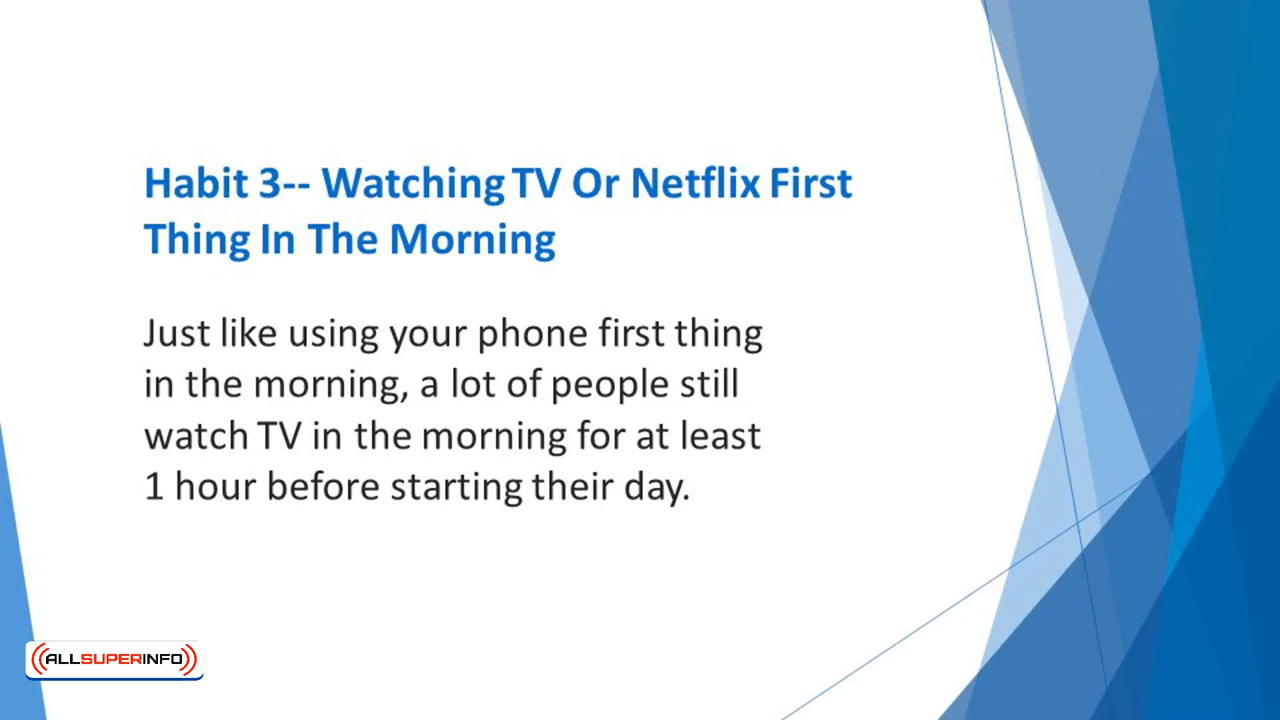 Habit 3-- Watching TV Or Netflix First
Thing In The Morning
Just like using your phone first thing
in the morning, a lot of people still
watch TV in the morning for at least
1 hour before starting their day.
ALLSUPERINFO